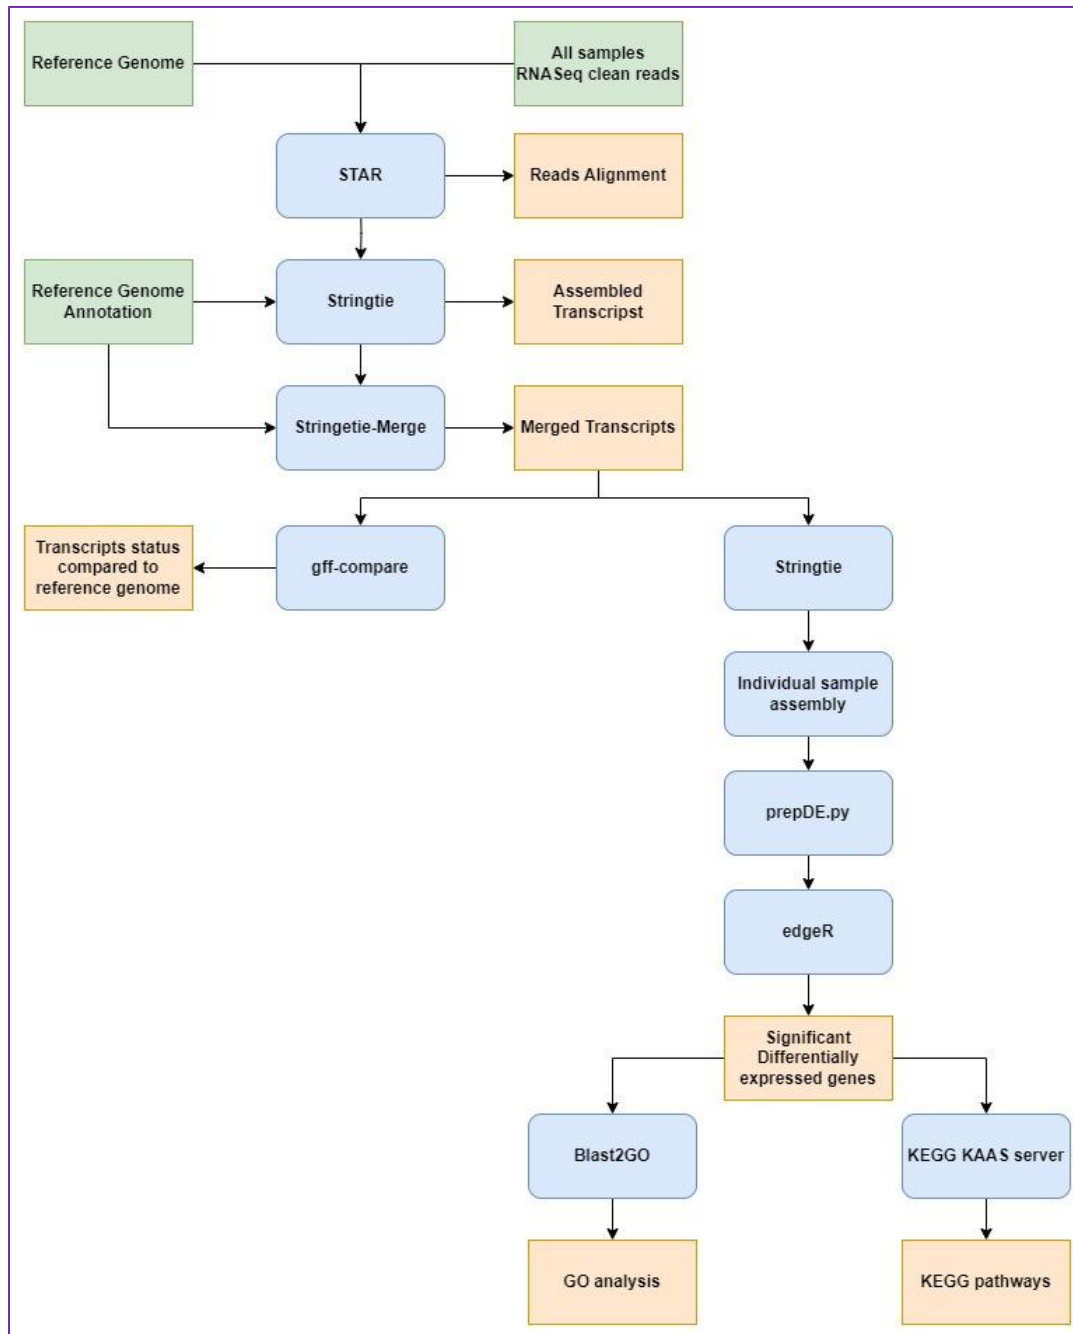 Reference Genome
All samples
RNASeq clean reads
STAR
Reads Alignment
Reference Genome
Annotation
Stringtie
Assembled
Transcripst
Stringetie-Merge
Merged Transcripts
Transcripts status
compared to
reference genome
gff-compare
Stringtie
Individual sample
assembly
prepDE.py
edgeR
Significant
Differentially
expressed genes
Blast2GO
KEGG KAAS server
GO analysis
KEGG pathways